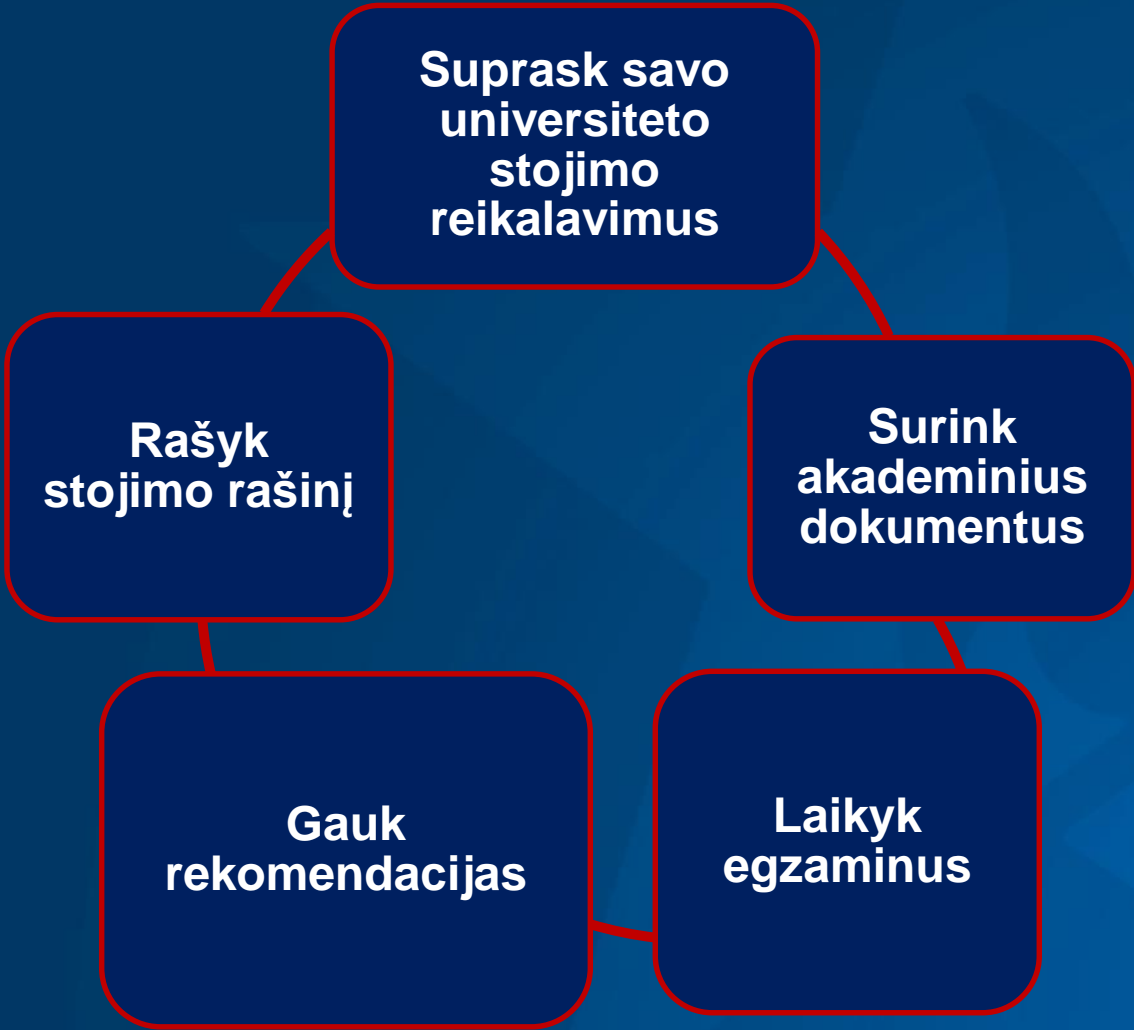 Suprask savo
universiteto
stojimo
reikalavimus
Surink
akademinius
dokumentus
Laikyk
egzaminus
Gauk
rekomendacijas
Rašyk
stojimo rašinį